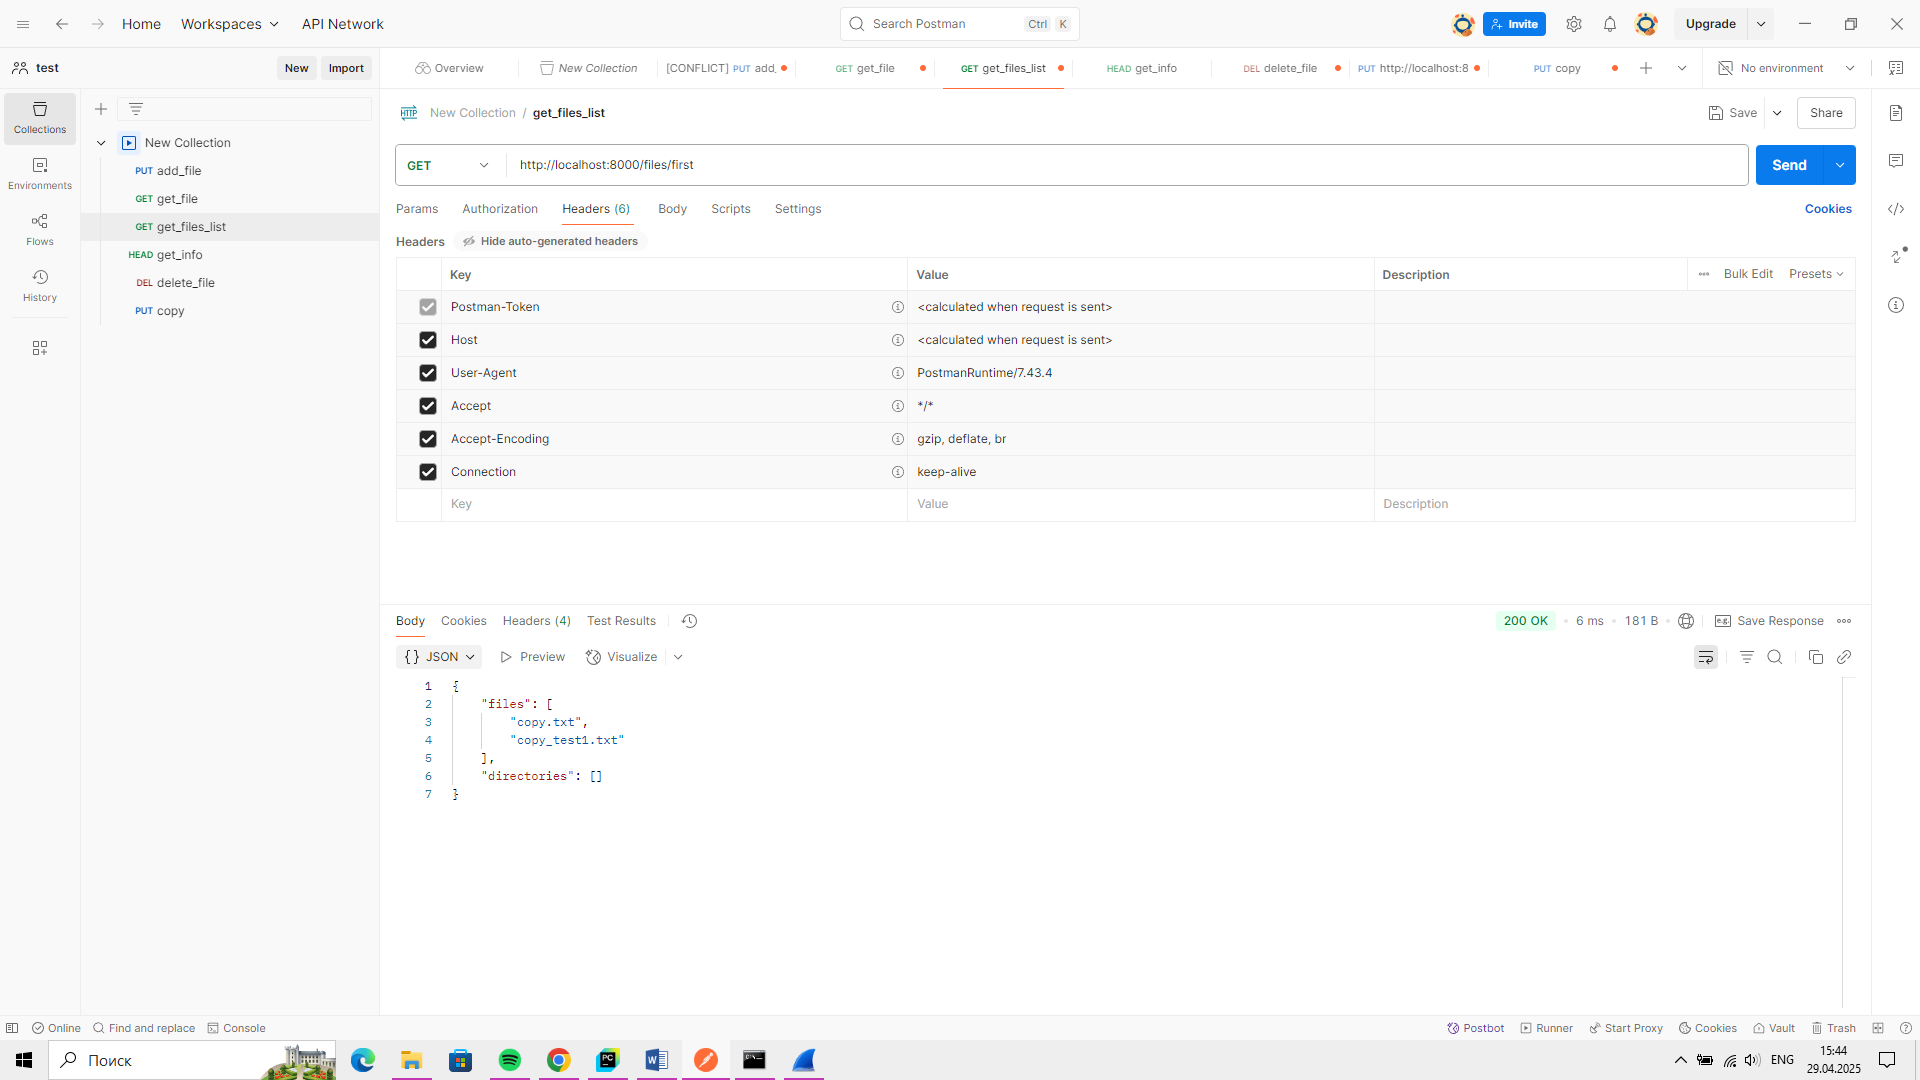 Home Workspaces API Network Search Postman Ctrl K Invite Upgrade
test New Import Overview New Collection [CONFLICT] PUT add_ GET get_file GET get_files_list HEAD get_info DEL delete_file PUT http://localhost:8 PUT copy No environment
Collections
Environments
Flows
History
New Collection
PUT add_file
GET get_file
GET get_files_list
HEAD get_info
DEL delete_file
PUT copy
HTTP New Collection / get_files_list Save Share
GET http://localhost:8000/files/first Send
Params Authorization Headers (6) Body Scripts Settings Cookies
Headers Hide auto-generated headers
Key Value Description Bulk Edit Presets
Postman-Token <calculated when request is sent>
Host <calculated when request is sent>
User-Agent PostmanRuntime/7.43.4
Accept */*
Accept-Encoding gzip, deflate, br
Connection keep-alive
Key Value Description
Body Cookies Headers (4) Test Results 200 OK 6 ms 181 B e.g. Save Response
{} JSON Preview Visualize
1 {
2 "files": [
3 "copy.txt",
4 "copy_test1.txt"
5 ],
6 "directories": []
7 }
Online Find and replace Console Postbot Runner Start Proxy Cookies Vault Trash
Поиск PC W ENG 15:44
29.04.2025